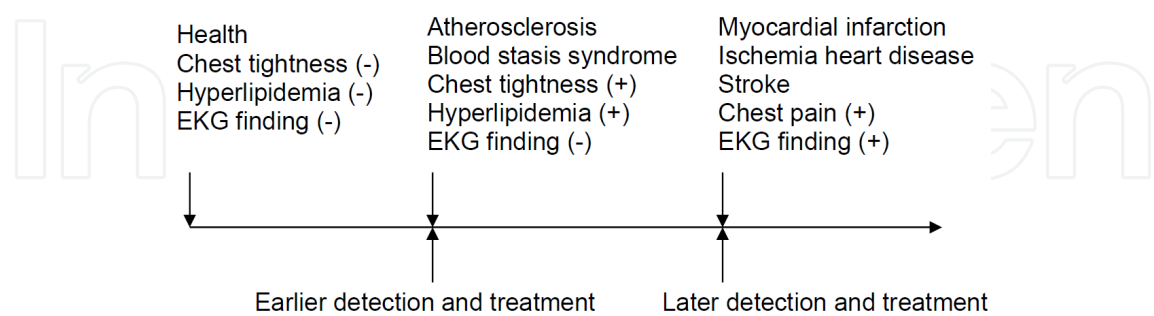 Health
Chest tightness (-)
Hyperlipidemia (-)
EKG finding (-)
Atherosclerosis
Blood stasis syndrome
Chest tightness (+)
Hyperlipidemia (+)
EKG finding (-)
Myocardial infarction
Ischemia heart disease
Stroke
Chest pain (+)
EKG finding (+)
Earlier detection and treatment
Later detection and treatment